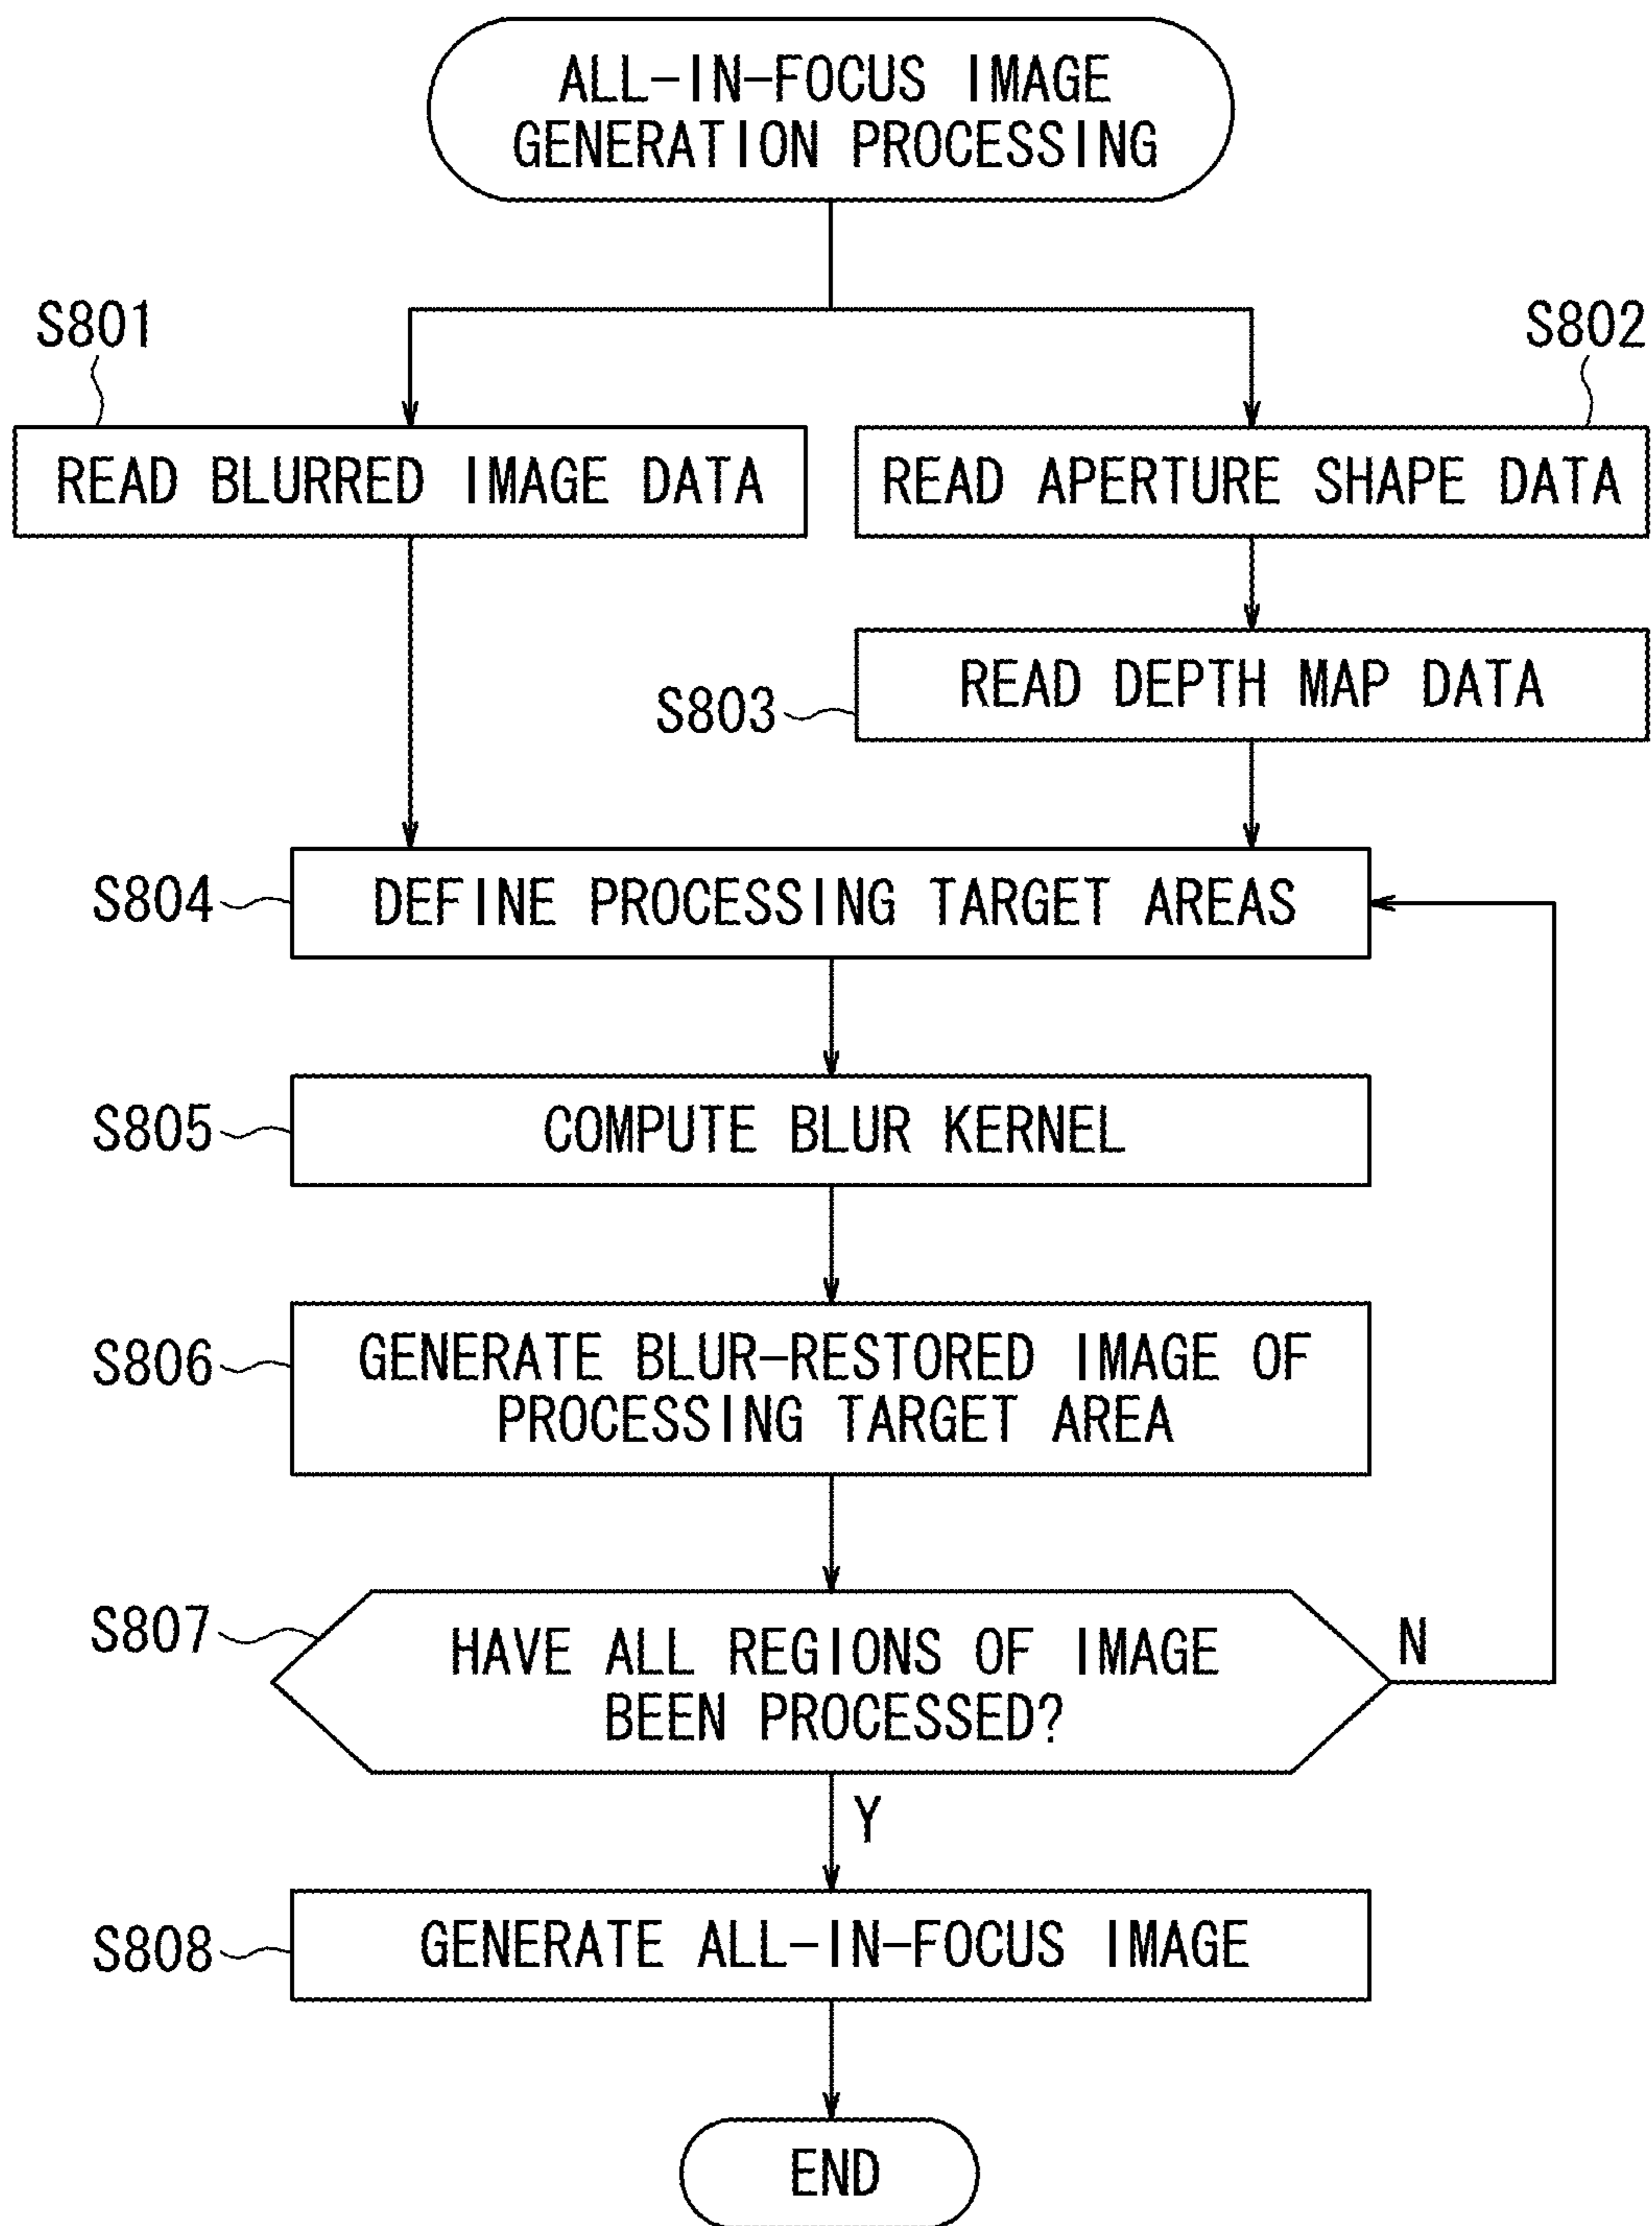 ALL-IN-FOCUS IMAGE
GENERATION PROCESSING
S801
S802
READ BLURRED IMAGE DATA
READ APERTURE SHAPE DATA
READ DEPTH MAP DATA
S803
S804
DEFINE PROCESSING TARGET AREAS
S805
COMPUTE BLUR KERNEL
S806
GENERATE BLUR-RESTORED IMAGE OF
PROCESSING TARGET AREA
S807
HAVE ALL REGIONS OF IMAGE
BEEN PROCESSED?
N
Y
S808
GENERATE ALL-IN-FOCUS IMAGE
END